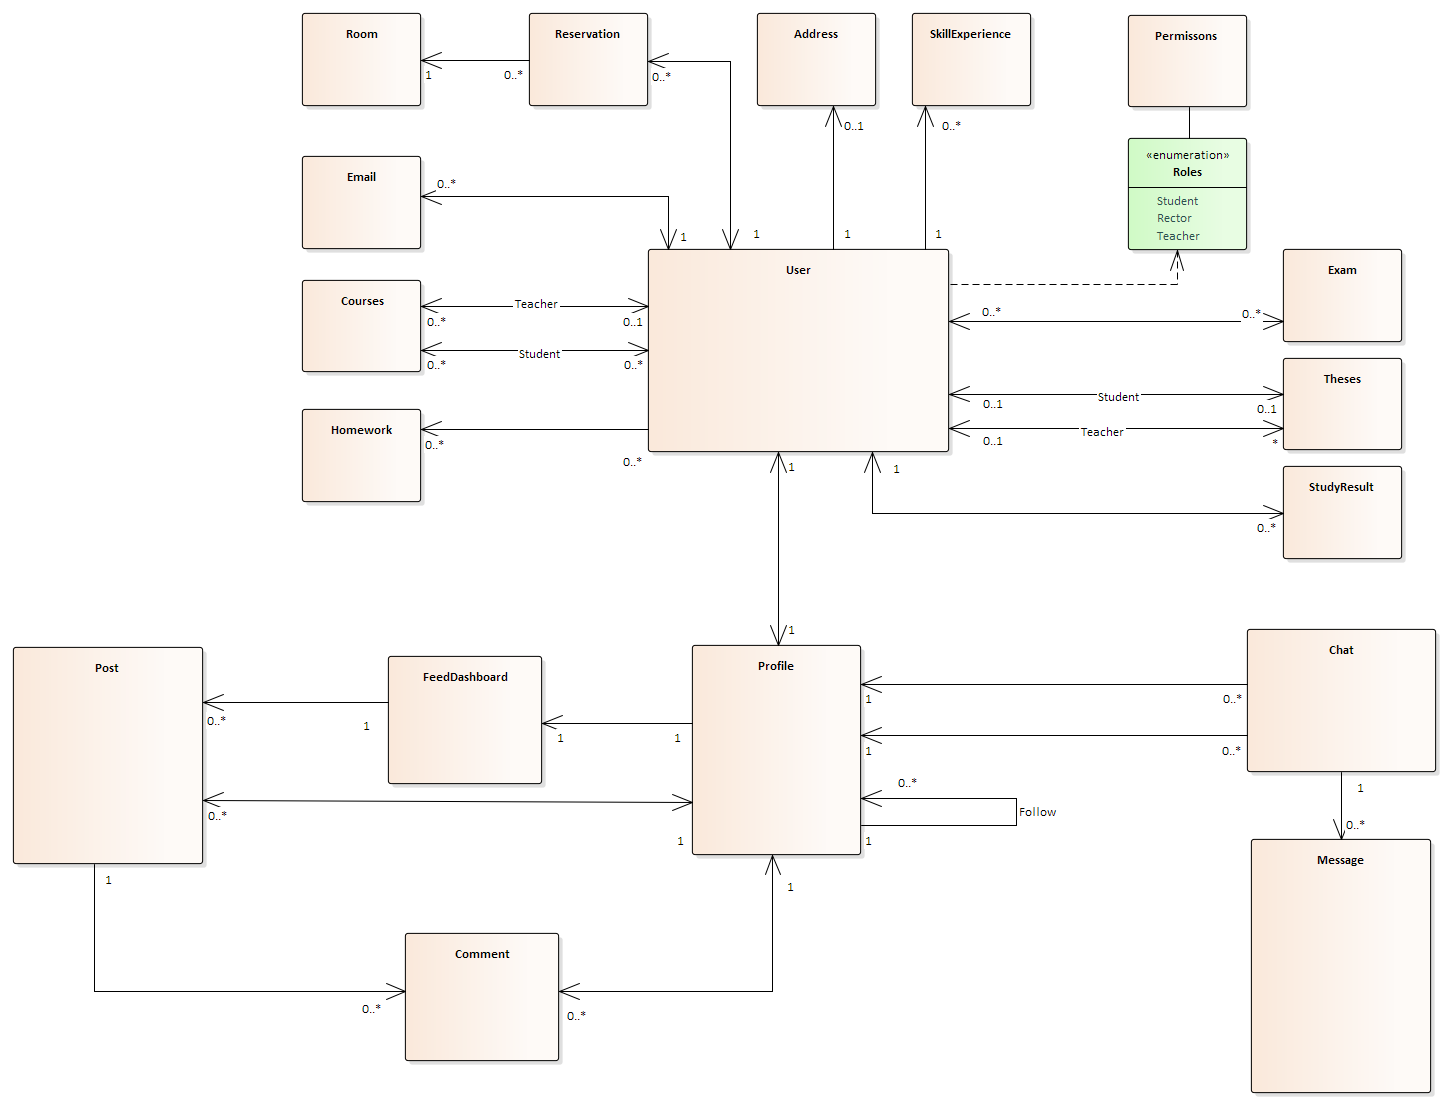 Room
Reservation
Address
SkillExperience
Permissons
1
0..*
0..*
0..1
0..*
«enumeration»
Roles
Student
Rector
Teacher
Email
0..*
1
1
1
1
User
Exam
Courses
Teacher
0..*
0..1
Student
0..*
0..*
0..*
0..*
Theses
Student
0..1
0..1
Teacher
0..1
*
Homework
0..*
0..*
1
1
StudyResult
0..*
1
Post
FeedDashboard
Profile
Chat
0..*
1
1
1
1
0..*
1
0..*
0..*
1
0..*
1
Follow
1
0..*
Message
1
1
Comment
0..*
0..*